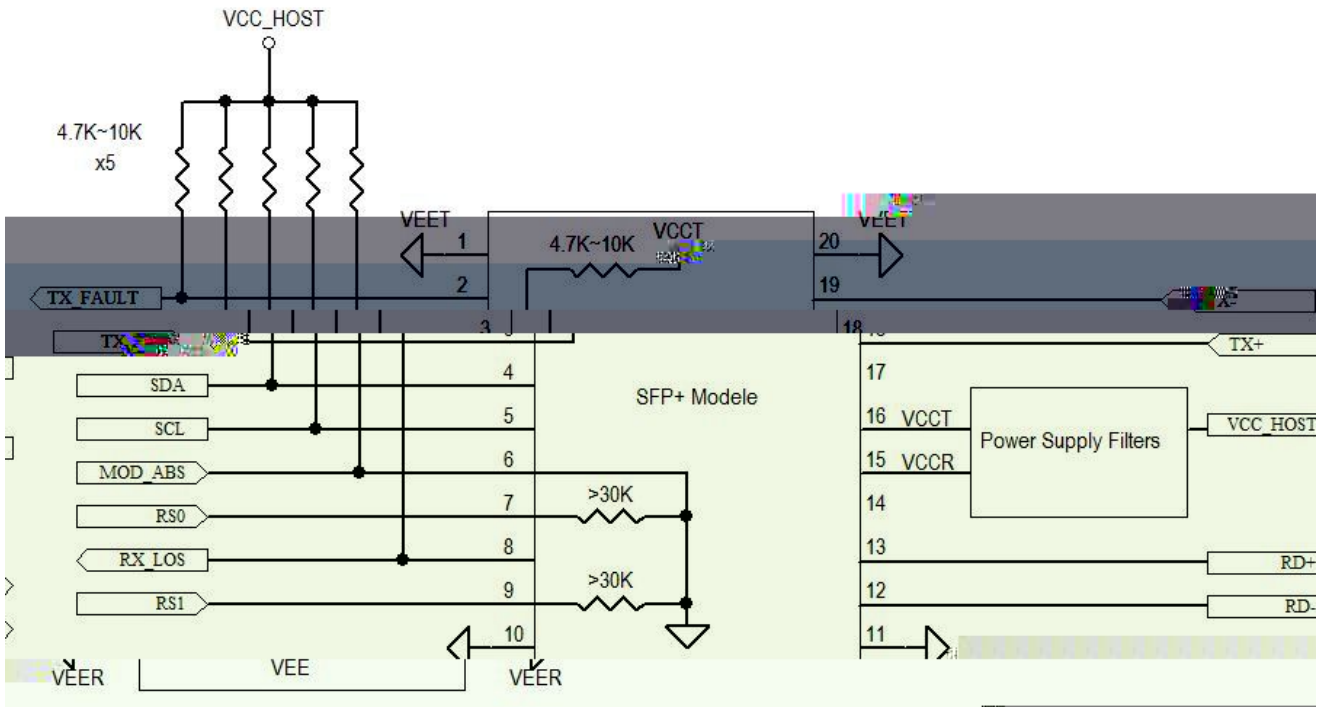 VCC_HOST
4.7K~10K
x5
VEET
1
4.7K~10K
VCCT
20
VEET
TX_FAULT
2
19
3
18
TX+
SDA
4
17
SFP+ Modele
SCL
5
16
VCCT
Power Supply Filters
VCC_HOST
MOD_ABS
6
15
VCCR
RS0
7
>30K
14
RX_LOS
8
13
RD+
RS1
9
>30K
12
RD-
10
11
VEER
VEE
VEER